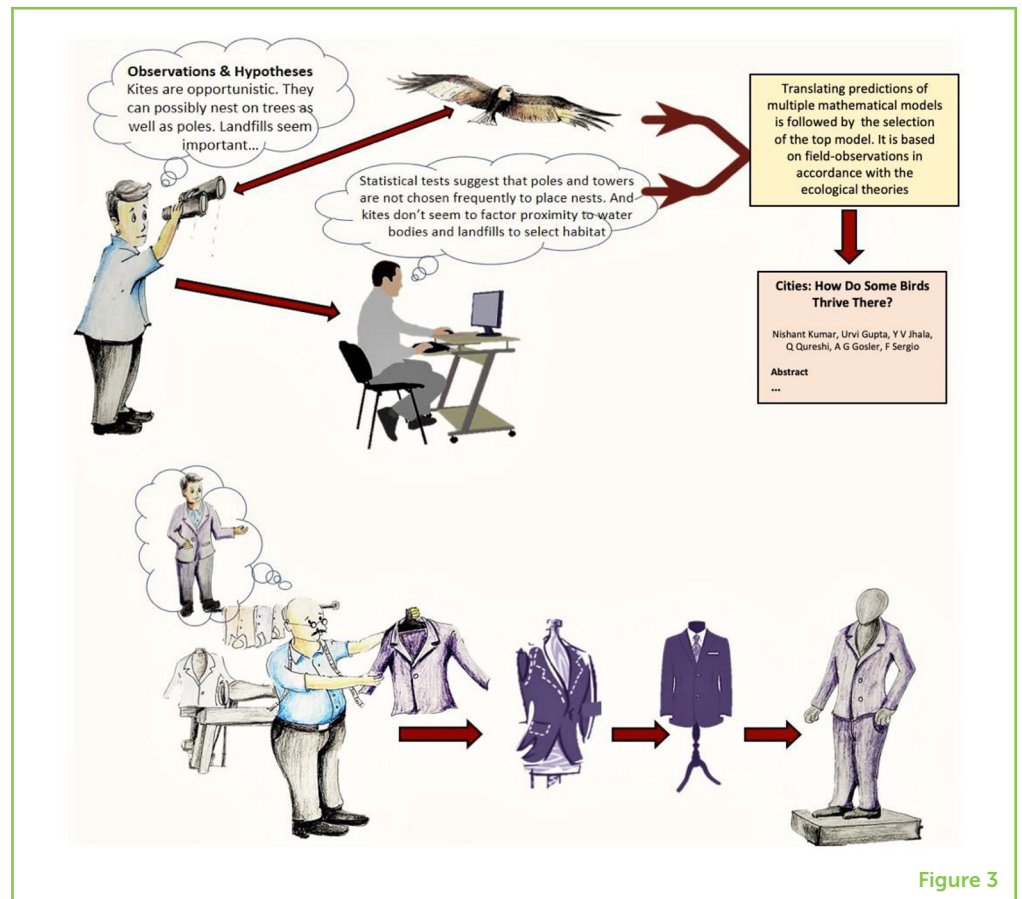 Observations & Hypotheses
Kites are opportunistic. They
can possibly nest on trees as
well as poles. Landfills seem
important...
Statistical tests suggest that poles and towers
are not chosen frequently to place nests. And
kites don't seem to factor proximity to water
bodies and landfills to select habitat
Translating predictions of
multiple mathematical models
is followed by the selection
of the top model. It is based
on field-observations in
accordance with the
ecological theories
Cities: How Do Some Birds
Thrive There?
Nishant Kumar, Urvi Gupta, Y V Jhala,
Q Qureshi, A G Gosler, F Sergio
Abstract
...
Figure 3